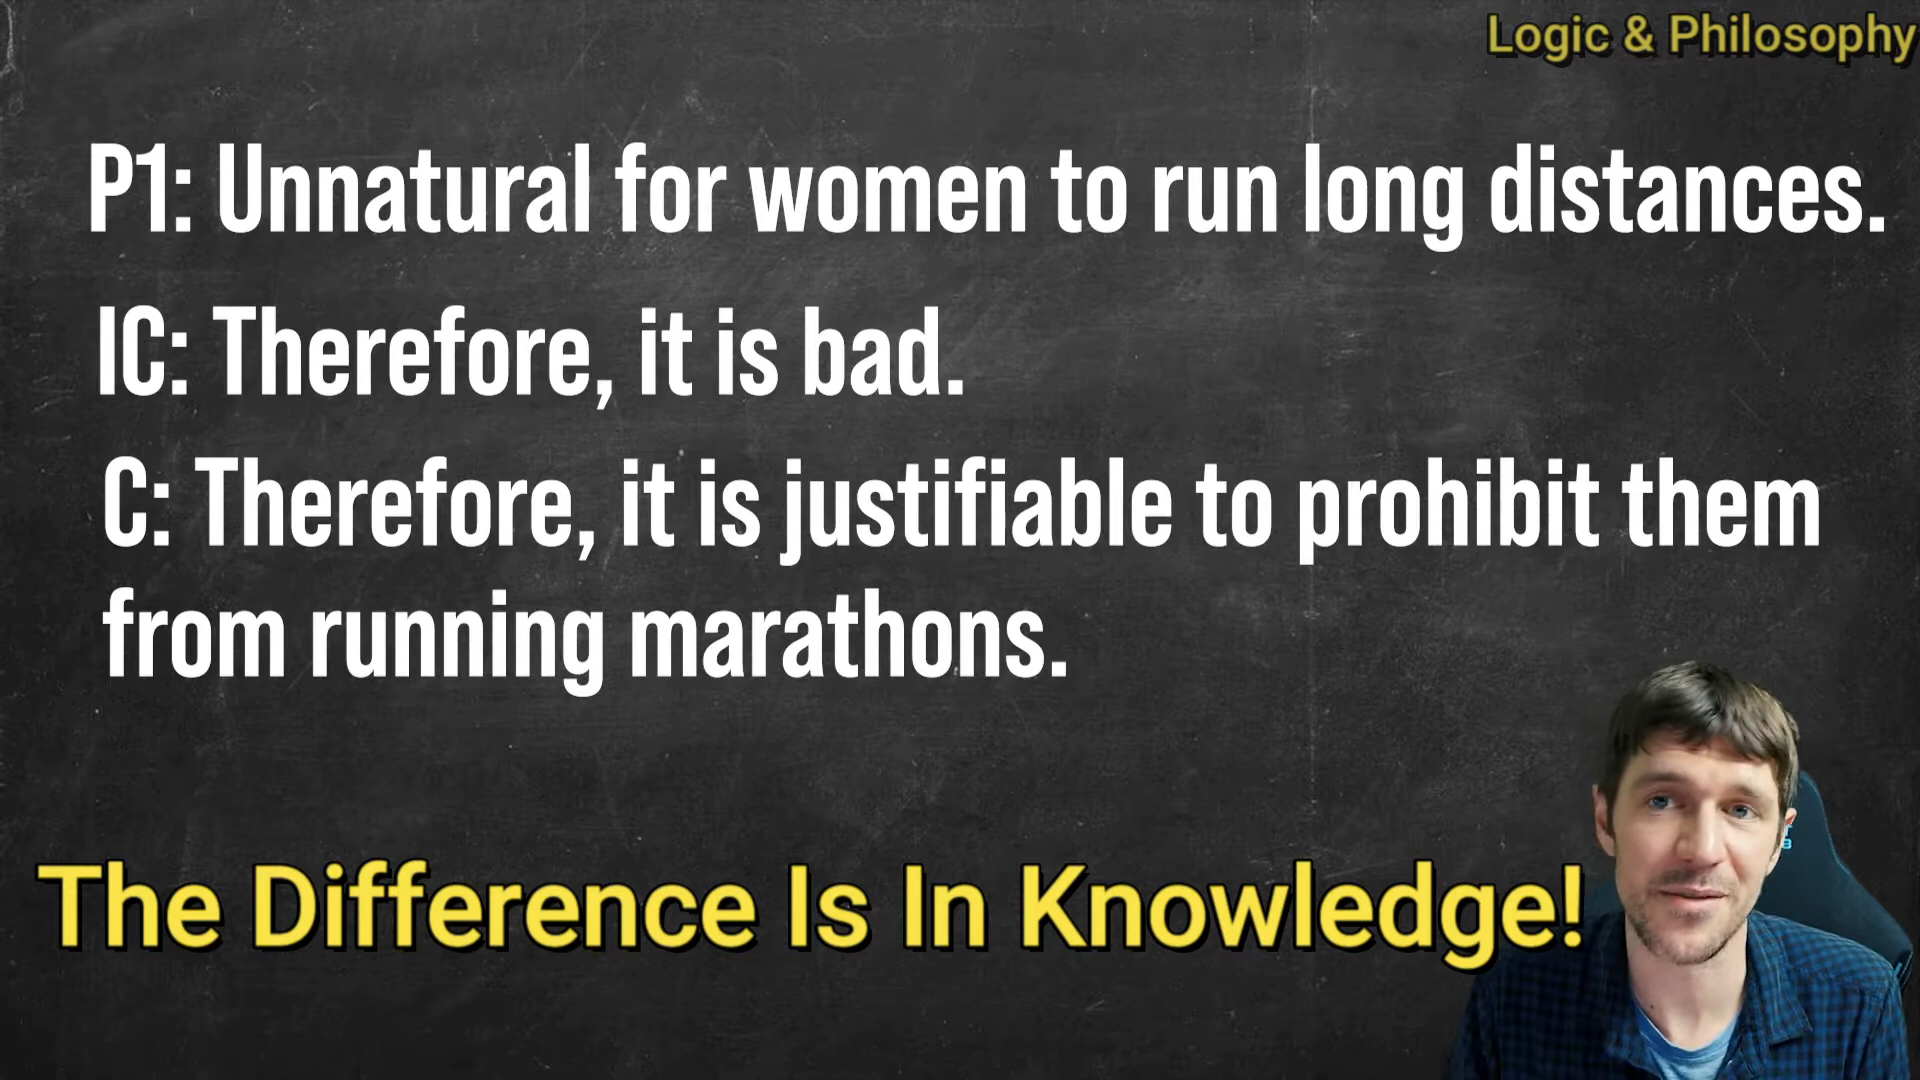 Logic & Philosophy
P1: Unnatural for women to run long distances.
IC: Therefore, it is bad.
C: Therefore, it is justifiable to prohibit them
from running marathons.
The Difference Is In Knowledge!